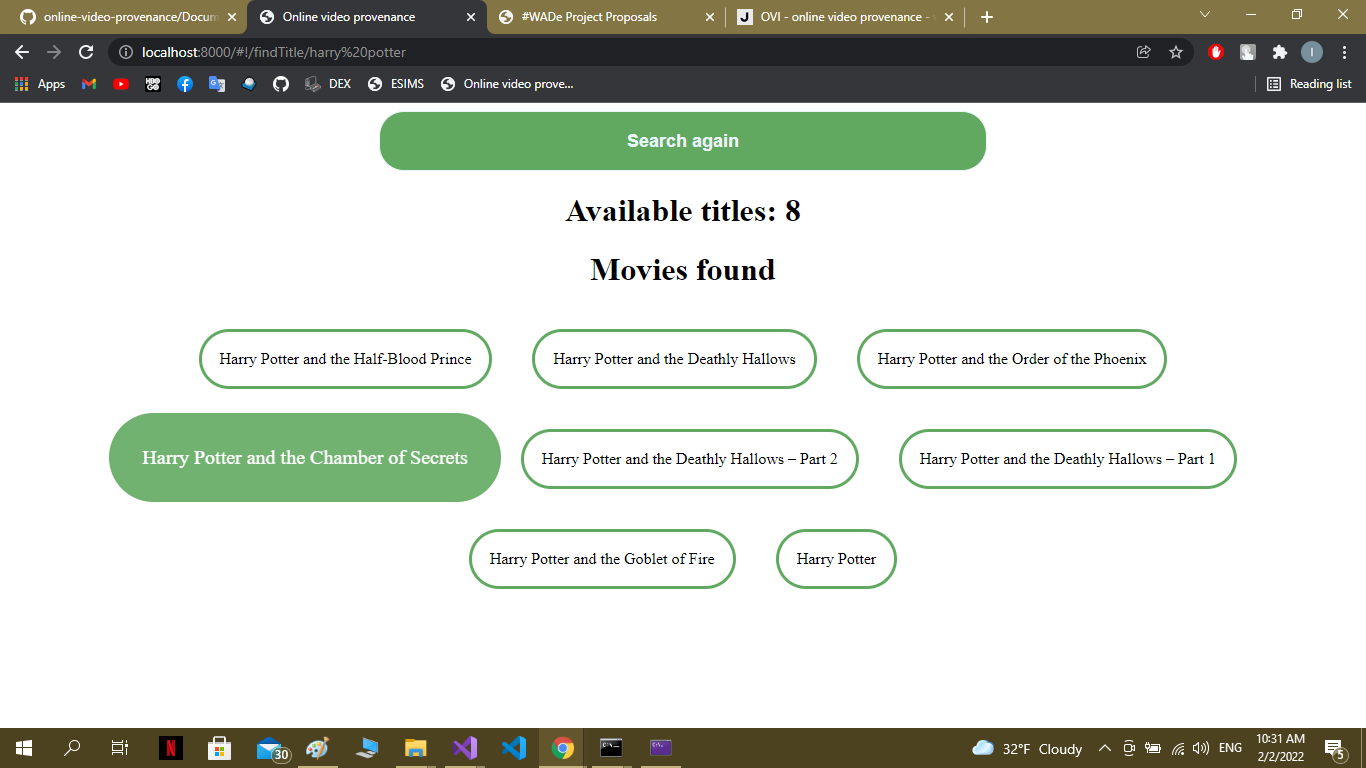 online-video-provenance/Docum
Online video provenance
#WADe Project Proposals
OVI - online video provenance -
localhost:8000/#!/findTitle/harry%20potter
I
Apps
HBO GO
DEX
ESIMS
Online video prove...
Reading list
Search again
Available titles: 8
Movies found
Harry Potter and the Half-Blood Prince
Harry Potter and the Deathly Hallows
Harry Potter and the Order of the Phoenix
Harry Potter and the Chamber of Secrets
Harry Potter and the Deathly Hallows – Part 2
Harry Potter and the Deathly Hallows – Part 1
Harry Potter and the Goblet of Fire
Harry Potter
N
30
32°F Cloudy
ENG
10:31 AM
2/2/2022
5